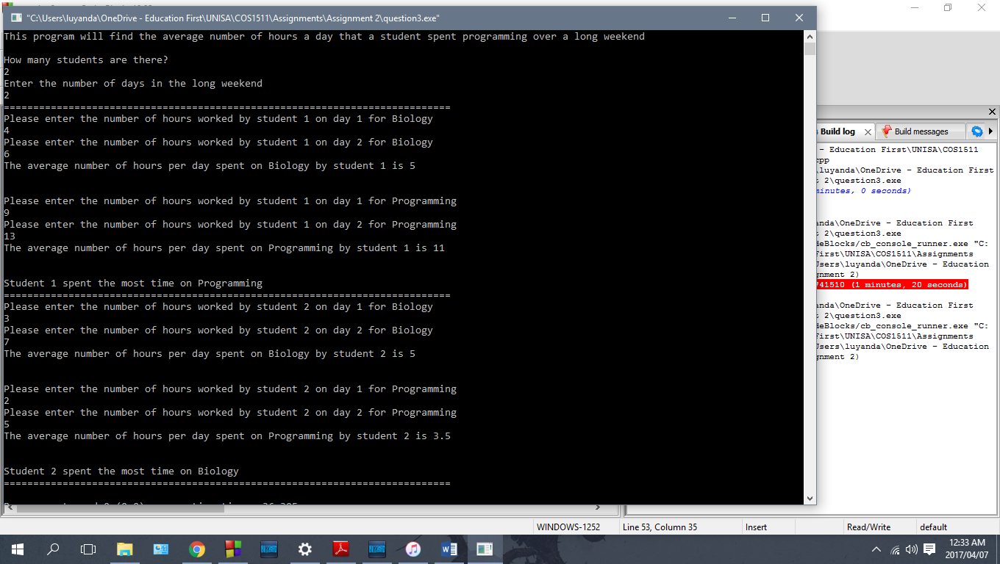 "C:\Users\luyanda\OneDrive - Education First\UNISA\COS1511\Assignments\Assignment 2\question3.exe"
This program will find the average number of hours a day that a student spent programming over a long weekend
How many students are there?
2
Enter the number of days in the long weekend
2
============================================================================
Please enter the number of hours worked by student 1 on day 1 for Biology
4
Please enter the number of hours worked by student 1 on day 2 for Biology
6
The average number of hours per day spent on Biology by student 1 is 5
Please enter the number of hours worked by student 1 on day 1 for Programming
9
Please enter the number of hours worked by student 1 on day 2 for Programming
13
The average number of hours per day spent on Programming by student 1 is 11
Student 1 spent the most time on Programming
============================================================================
Please enter the number of hours worked by student 2 on day 1 for Biology
3
Please enter the number of hours worked by student 2 on day 2 for Biology
7
The average number of hours per day spent on Biology by student 2 is 5
Please enter the number of hours worked by student 2 on day 1 for Programming
2
Please enter the number of hours worked by student 2 on day 2 for Programming
5
The average number of hours per day spent on Programming by student 2 is 3.5
Student 2 spent the most time on Biology
============================================================================
Build log
Build messages
- Education First\UNISA\COS1511
cpp
\luyanda\OneDrive - Education First
2\question3.exe
minutes, 0 seconds)
anda\OneDrive - Education First
2\question3.exe
deBlocks/cb_console_runner.exe "C:
First\UNISA\COS1511\Assignments
Users\luyanda\OneDrive - Education
gnment 2)
741510 (1 minutes, 20 seconds)
anda\OneDrive - Education First
2\question3.exe
deBlocks/cb_console_runner.exe "C:
First\UNISA\COS1511\Assignments
Users\luyanda\OneDrive - Education
gnment 2)
WINDOWS-1252
Line 53, Column 35
Insert
Read/Write
default
12:33 AM
2017/04/07